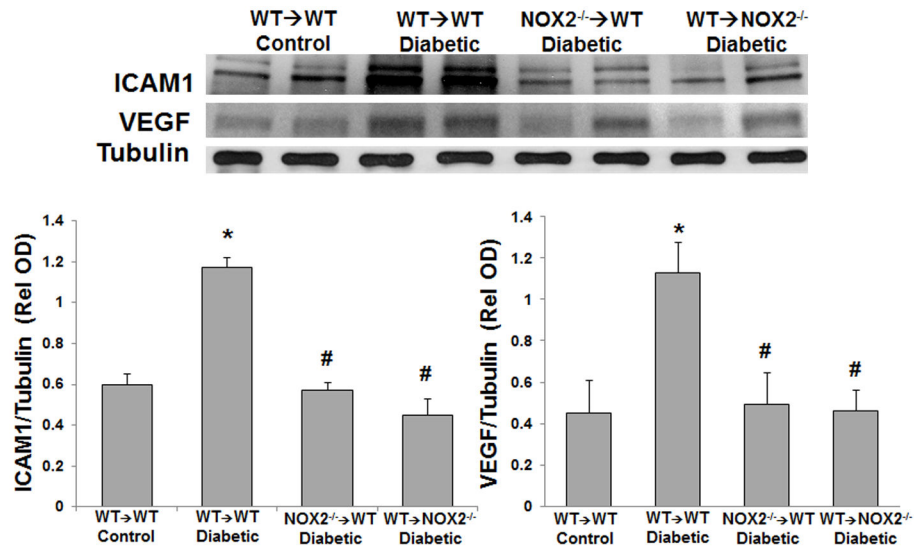 WT→WT WT→WT NOX2-/-→WT WT→NOX2-/-
Control Diabetic Diabetic Diabetic
ICAM1
VEGF
Tubulin
ICAM1/Tubulin (Rel OD)
1.4
1.2
1
0.8
0.6
0.4
0.2
0
*
#
#
WT→WT WT→WT NOX2-/-→WT WT→NOX2-/-
Control Diabetic Diabetic Diabetic
VEGF/Tubulin (Rel OD)
1.4
1.2
1
0.8
0.6
0.4
0.2
0
*
#
#
WT→WT WT→WT NOX2-/-→WT WT→NOX2-/-
Control Diabetic Diabetic Diabetic